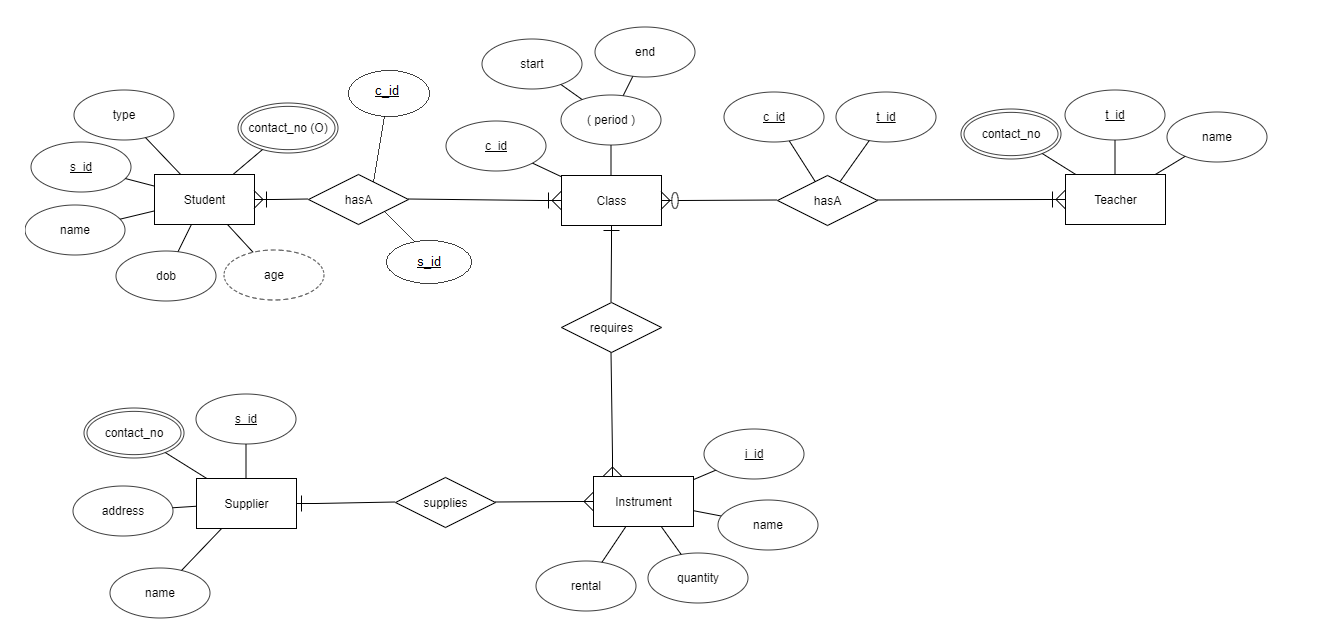 end
start
c_id
type
( period )
c_id
t_id
t_id
contact_no (O)
contact_no
name
c_id
s_id
Student
hasA
Class
hasA
Teacher
name
s_id
dob
age
requires
s_id
contact_no
i_id
Supplier
supplies
Instrument
address
name
name
rental
quantity